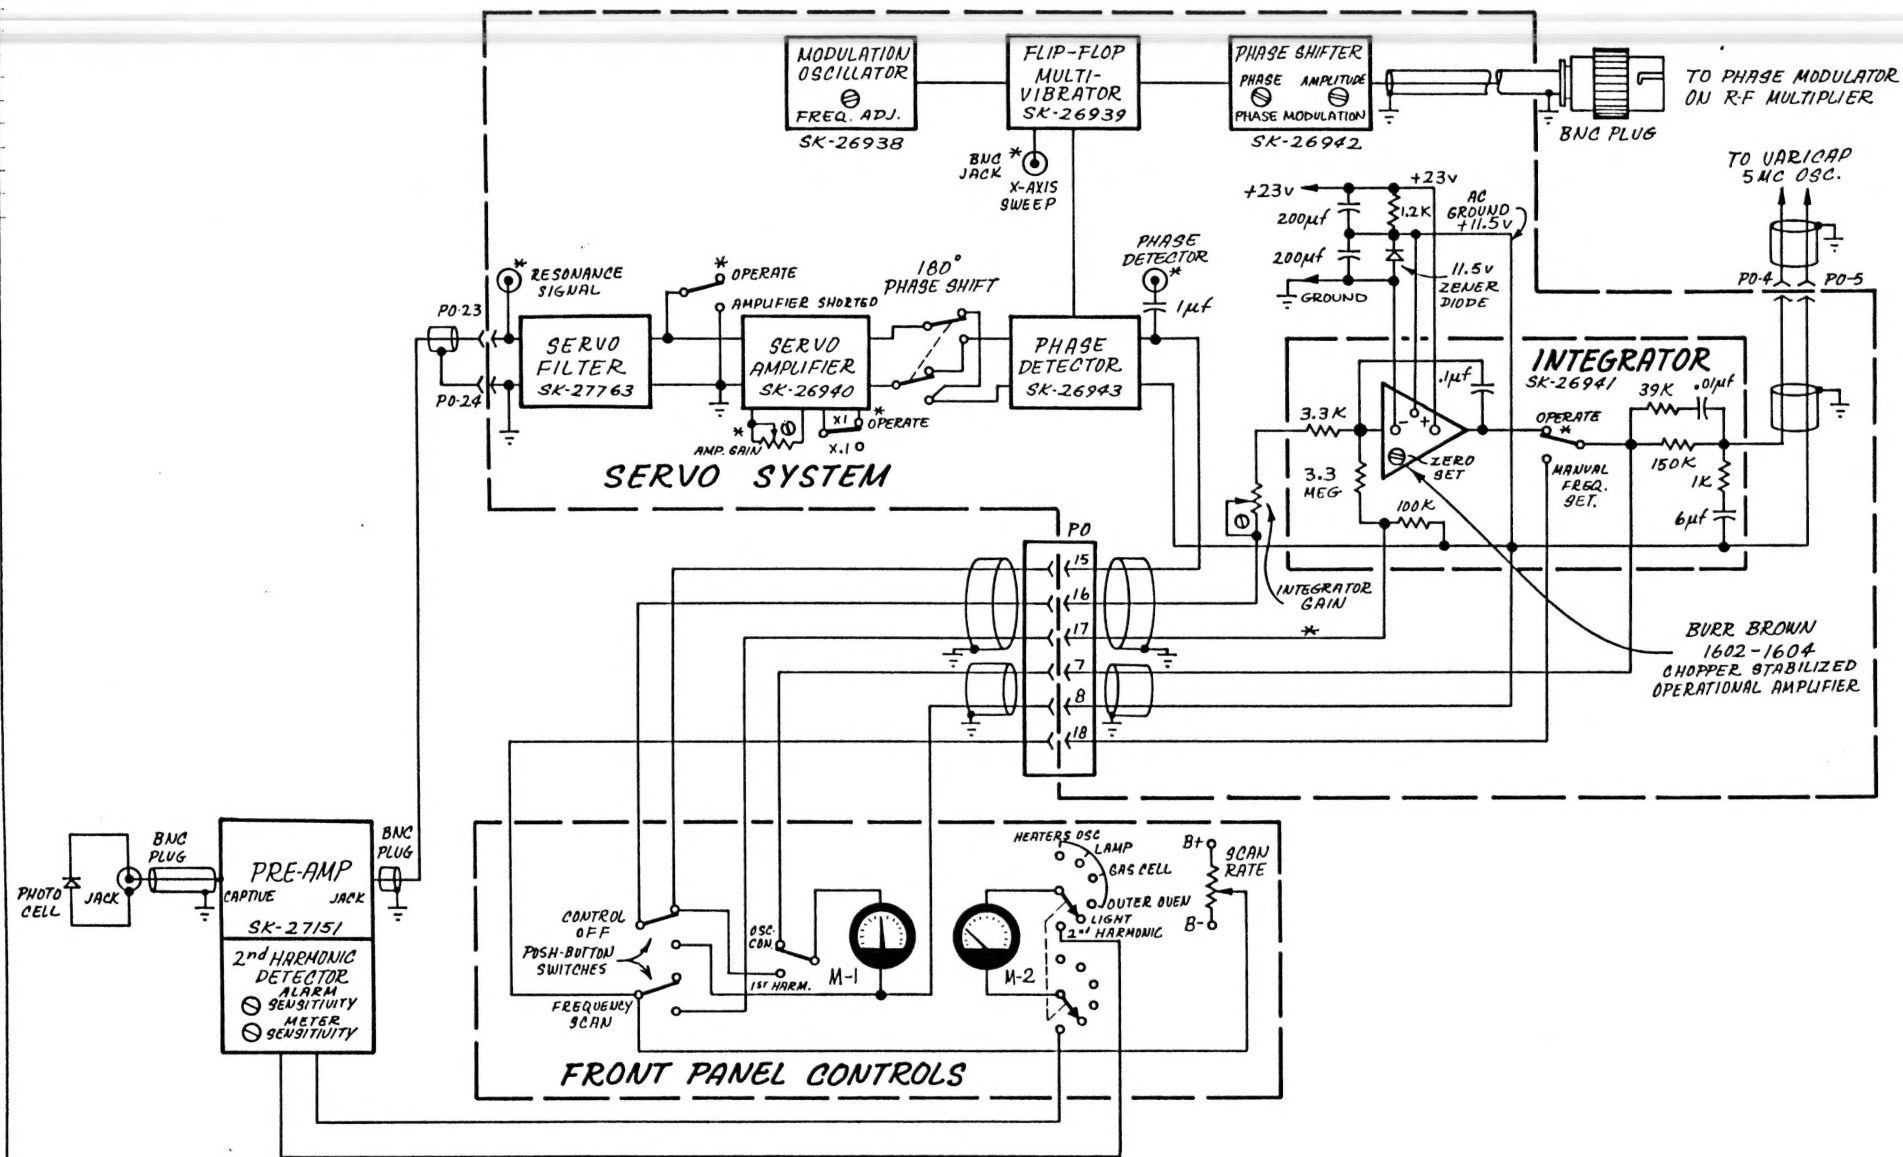 MODULATION
OSCILLATOR
FREQ. ADJ.
SK-26938
FLIP-FLOP
MULTI-
VIBRATOR
SK-26939
BNC
JACK
*
X-AXIS
SWEEP
PHASE SHIFTER
PHASE AMPLITUDE
PHASE MODULATION
SK-26942
BNC PLUG
TO PHASE MODULATOR
ON R-F MULTIPLIER
TO VARICAP
5 MC OSC.
+23V
+23V
200µf
1.2K
AC
GROUND
+11.5V
200µf
11.5V
ZENER
DIODE
GROUND
PO-4
PO-5
*
RESONANCE
SIGNAL
PO-23
PO-24
SERVO
FILTER
SK-27763
*
OPERATE
AMPLIFIER SHORTED
SERVO
AMPLIFIER
SK-26940
*
AMP. GAIN
X1
X.1
*
OPERATE
180°
PHASE SHIFT
PHASE
DETECTOR
*
1µf
PHASE
DETECTOR
SK-26943
SERVO SYSTEM
INTEGRATOR
SK-26941
.1µf
3.3K
3.3
MEG
- +
ZERO
SET
100K
OPERATE
*
MANUAL
FREQ.
SET.
39K
.01µf
150K
1K
6µf
INTEGRATOR
GAIN
*
BURR BROWN
1602-1604
CHOPPER STABILIZED
OPERATIONAL AMPLIFIER
PO
15
16
17
7
8
18
PHOTO
CELL
JACK
BNC
PLUG
PRE-AMP
CAPTIVE
JACK
SK-27151
BNC
PLUG
2nd HARMONIC
DETECTOR
ALARM
SENSITIVITY
METER
SENSITIVITY
CONTROL
OFF
PUSH-BUTTON
SWITCHES
FREQUENCY
SCAN
OSC.
CON.
1ST HARM.
M-1
M-2
HEATERS OSC
LAMP
GAS CELL
OUTER OVEN
LIGHT
2nd HARMONIC
B+
SCAN
RATE
B-
FRONT PANEL CONTROLS